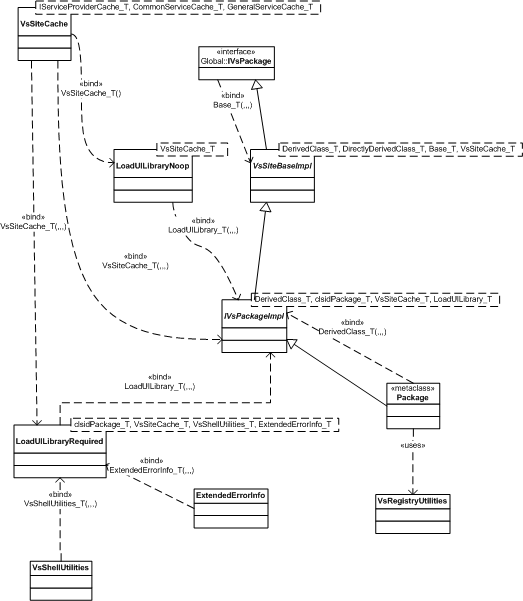 IServiceProviderCache_T, CommonServiceCache_T, GeneralServiceCache_T
VsSiteCache
«interface»
Global::IVsPackage
«bind»
VsSiteCache_T()
«bind»
Base_T(,,,)
VsSiteCache_T
LoadUILibraryNoop
DerivedClass_T, DirectlyDerivedClass_T, Base_T, VsSiteCache_T
VsSiteBaseImpl
«bind»
VsSiteCache_T(,,,)
«bind»
LoadUILibrary_T(,,,)
«bind»
VsSiteCache_T(,,,)
DerivedClass_T, clsidPackage_T, VsSiteCache_T, LoadUILibrary_T
IVsPackageImpl
«bind»
DerivedClass_T(,,,)
«bind»
LoadUILibrary_T(,,,)
«metaclass»
Package
clsidPackage_T, VsSiteCache_T, VsShellUtilities_T, ExtendedErrorInfo_T
LoadUILibraryRequired
«uses»
«bind»
ExtendedErrorInfo_T(,,,)
«bind»
VsShellUtilities_T(,,,)
ExtendedErrorInfo
VsRegistryUtilities
VsShellUtilities